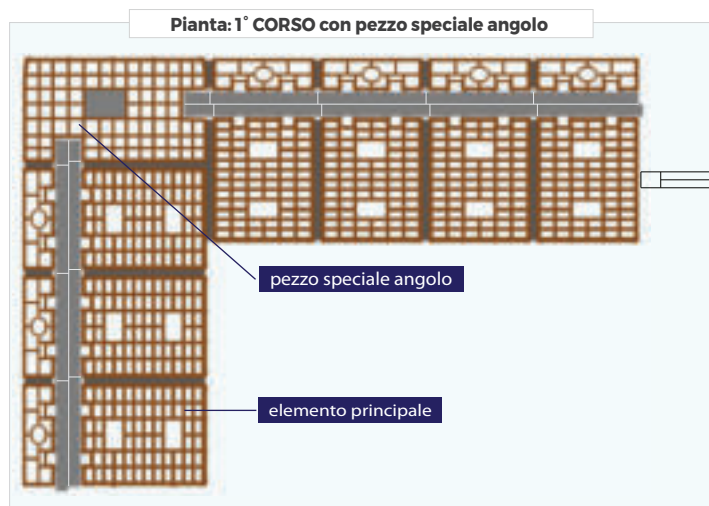 Pianta: 1° CORSO con pezzo speciale angolo
pezzo speciale angolo
elemento principale